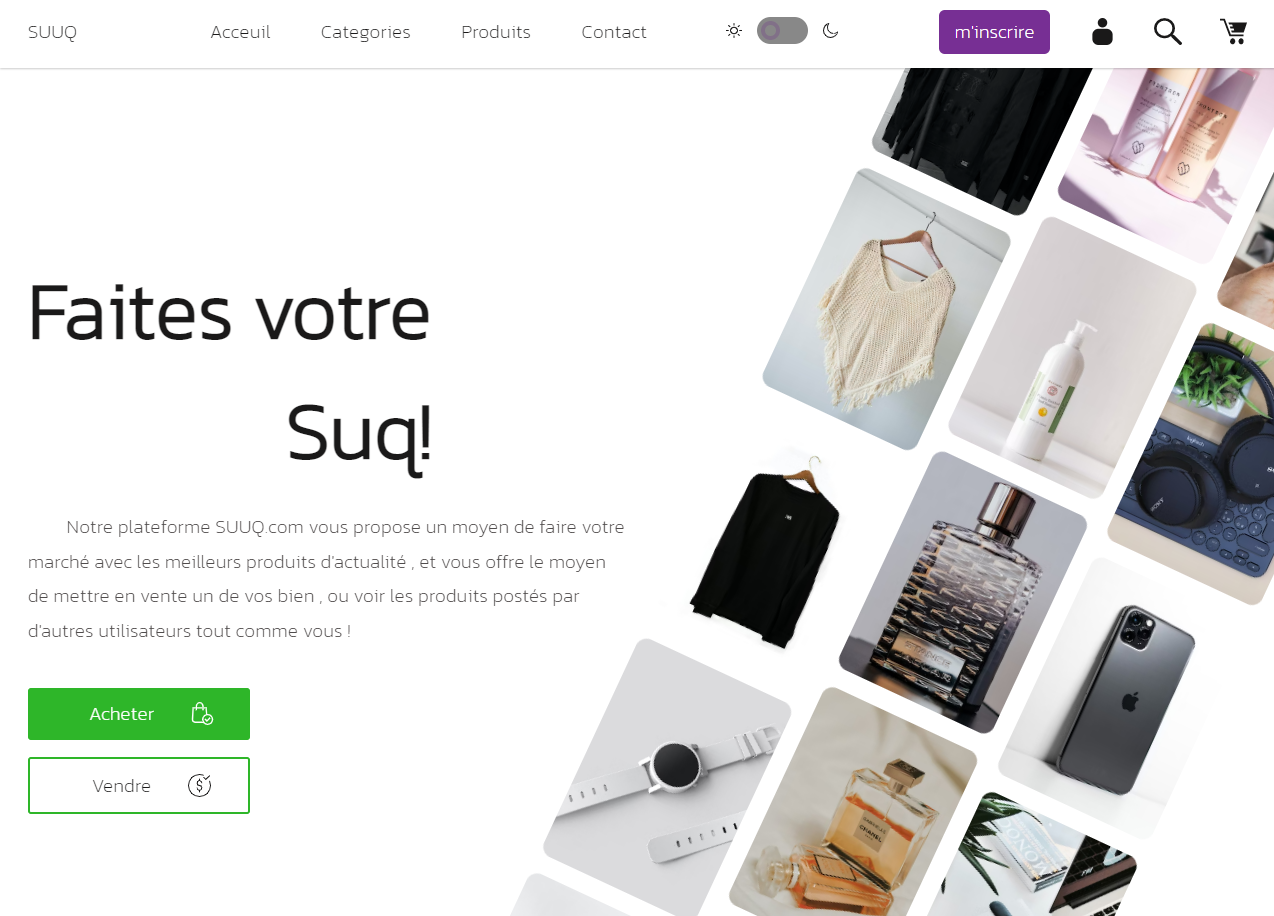 SUUQ
Acceuil
Categories
Produits
Contact
m'inscrire
Faites votre
Suq!
Notre plateforme SUUQ.com vous propose un moyen de faire votre
marché avec les meilleurs produits d'actualité , et vous offre le moyen
de mettre en vente un de vos bien , ou voir les produits postés par
d'autres utilisateurs tout comme vous !
Acheter
Vendre
logitech
SONY
CHANEL